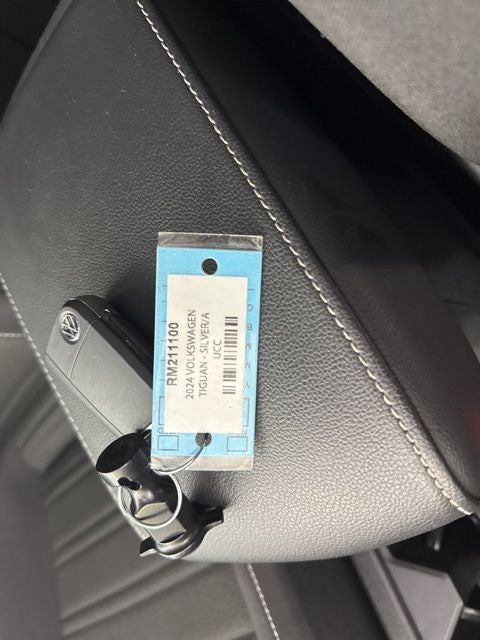 RM211100
2024 VOLKSWAGEN
TIGUAN - SILVER/A
UCC